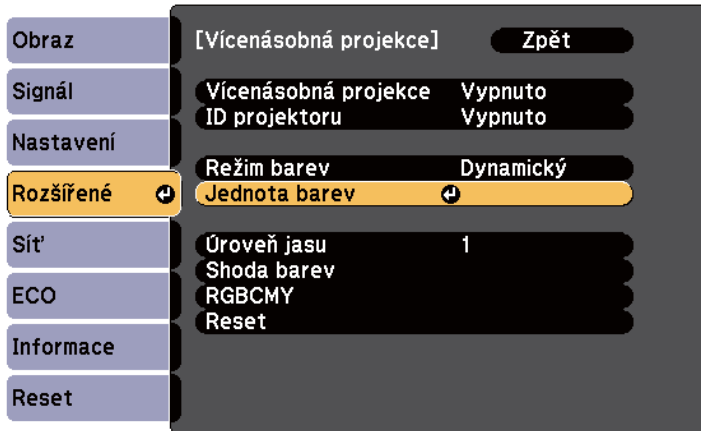 Obraz
Signál
Nastavení
Rozšířené
Síť
ECO
Informace
Reset
[Vícenásobná projekce] Zpět
Vícenásobná projekce Vypnuto
ID projektoru Vypnuto
Režim barev Dynamický
Jednota barev
Úroveň jasu 1
Shoda barev
RGBCMY
Reset